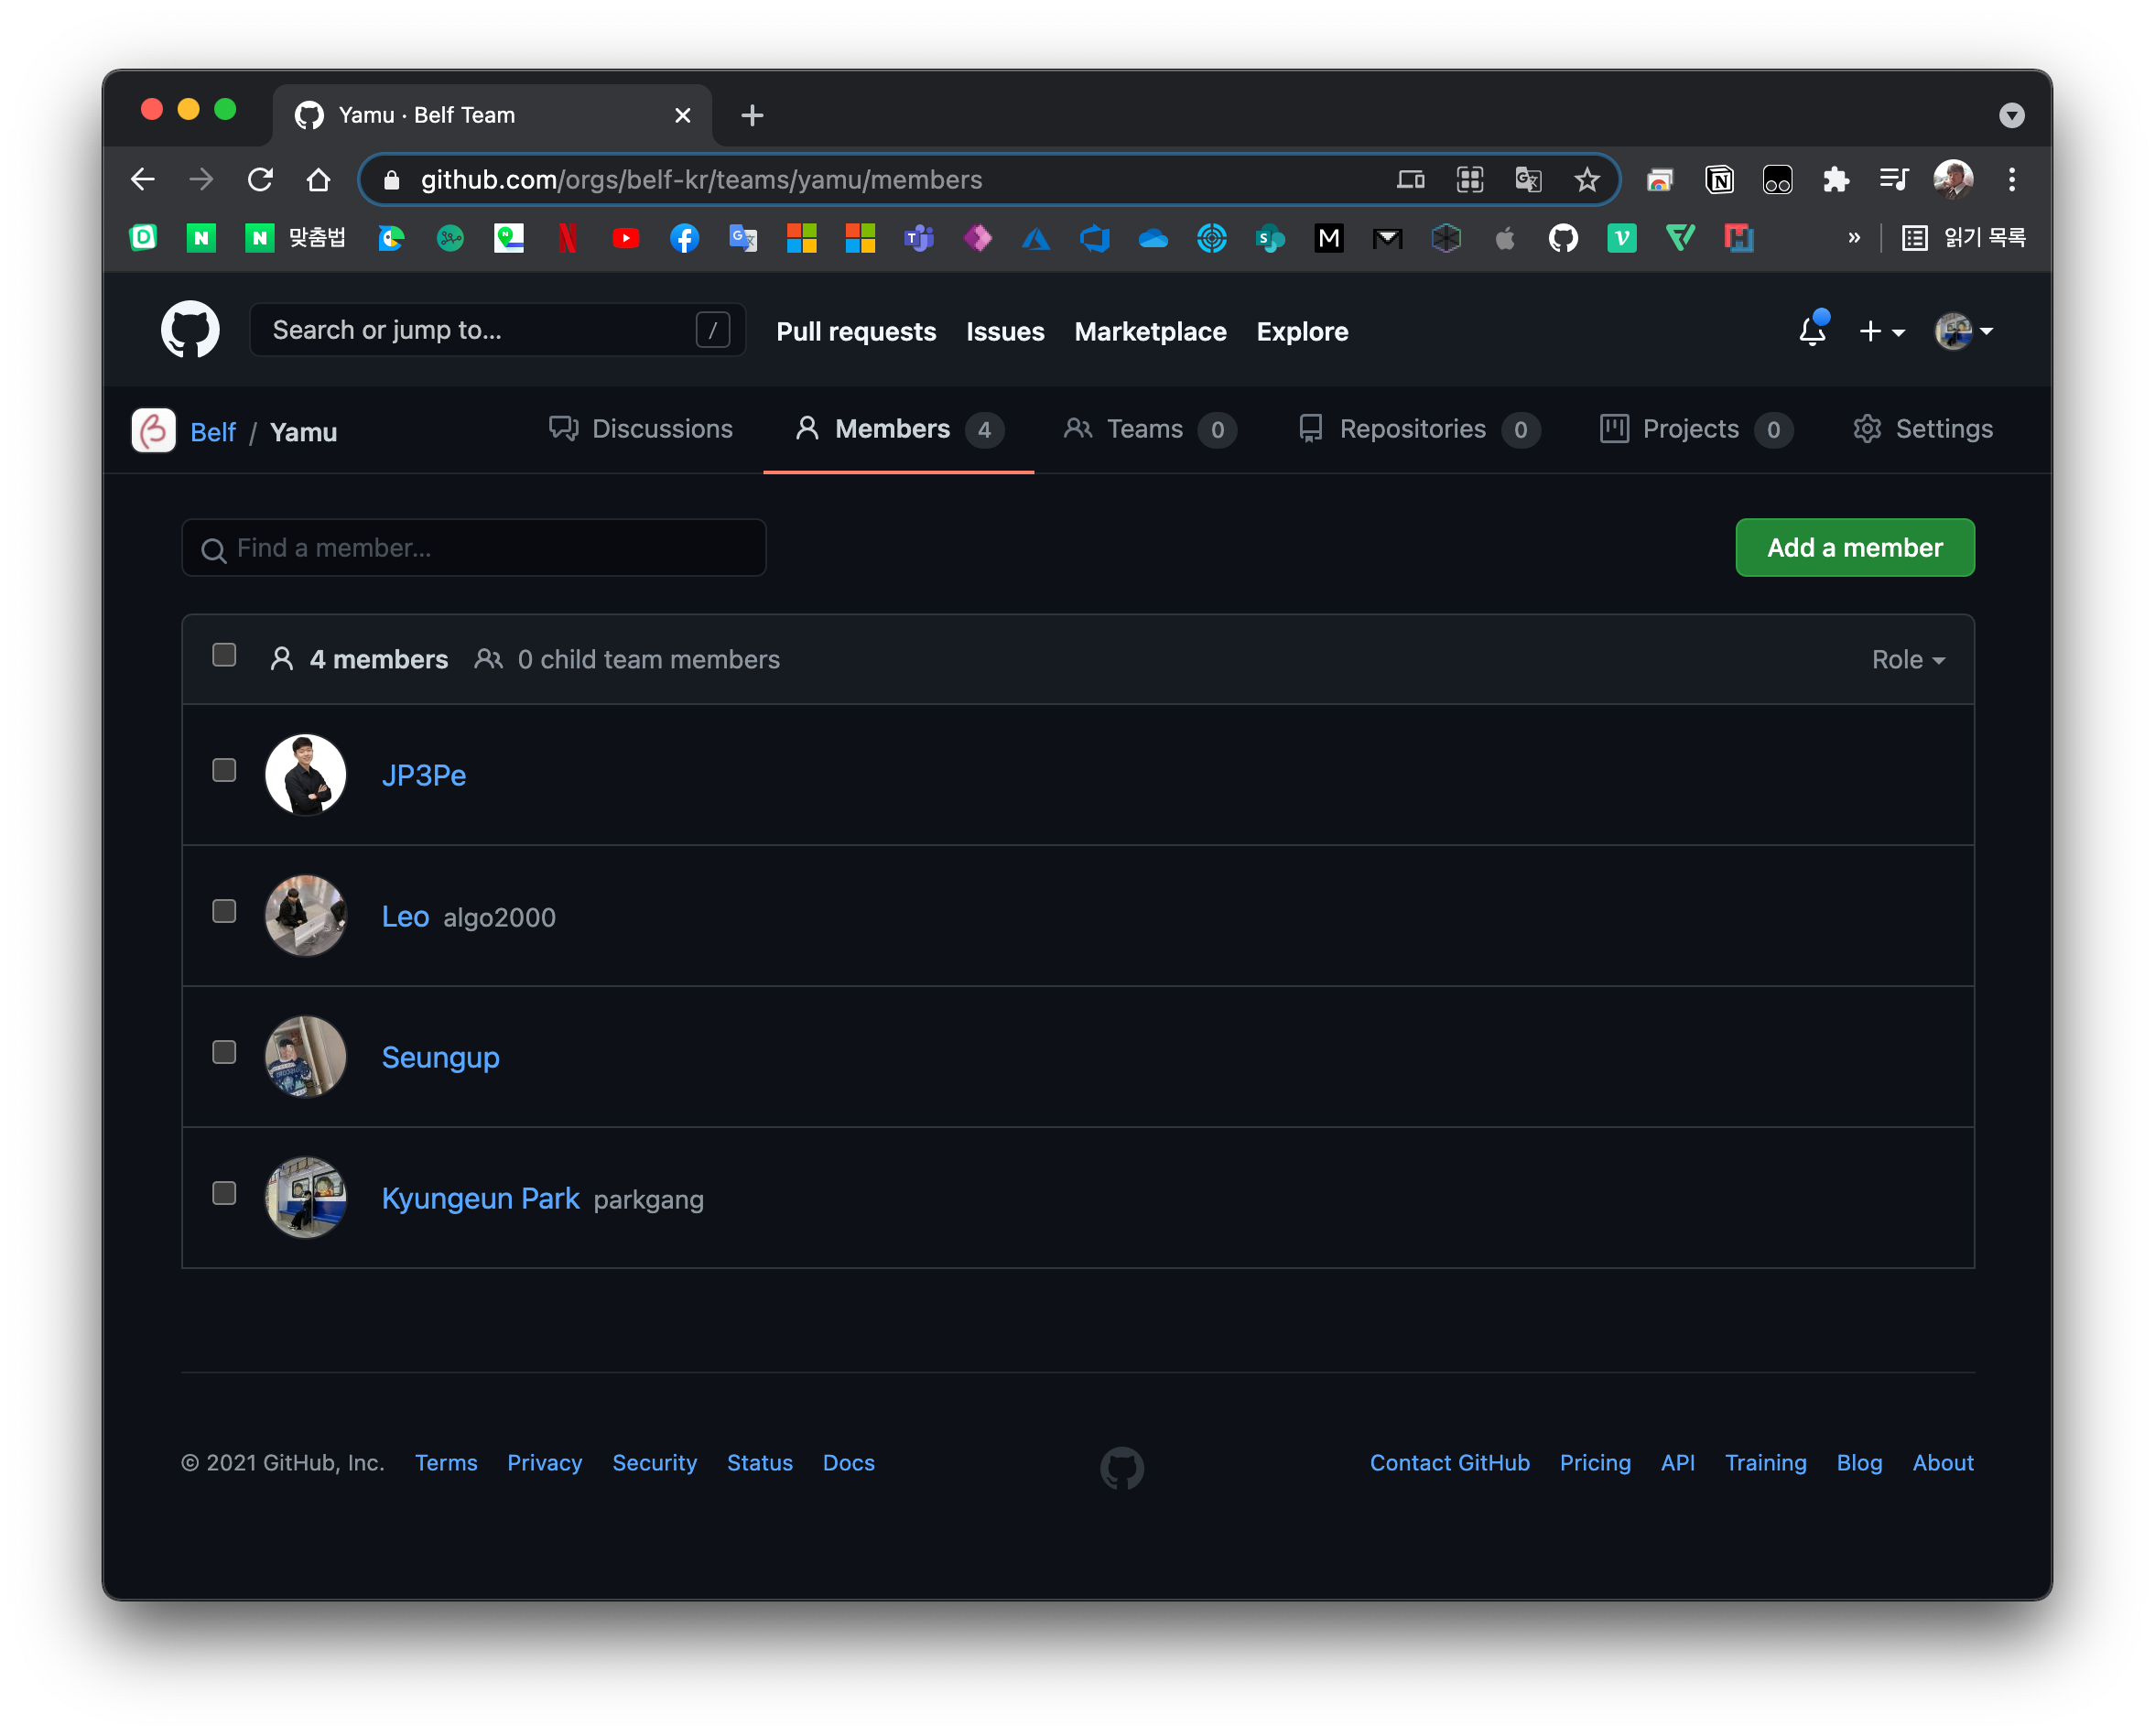 Yamu · Belf Team
github.com/orgs/belf-kr/teams/yamu/members
맞춤법
읽기 목록
Search or jump to...
/
Pull requests
Issues
Marketplace
Explore
Belf / Yamu
Discussions
Members 4
Teams 0
Repositories 0
Projects 0
Settings
Find a member...
Add a member
4 members
0 child team members
Role
JP3Pe
Leo algo2000
Seungup
Kyungeun Park parkgang
© 2021 GitHub, Inc.
Terms
Privacy
Security
Status
Docs
Contact GitHub
Pricing
API
Training
Blog
About